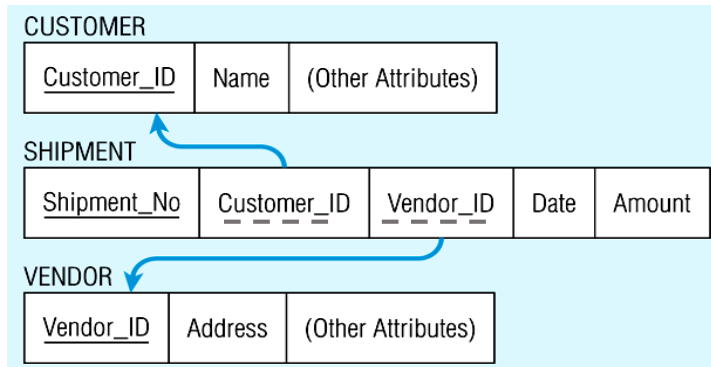 CUSTOMER
Customer_ID Name (Other Attributes)
SHIPMENT
Shipment_No Customer_ID Vendor_ID Date Amount
VENDOR
Vendor_ID Address (Other Attributes)